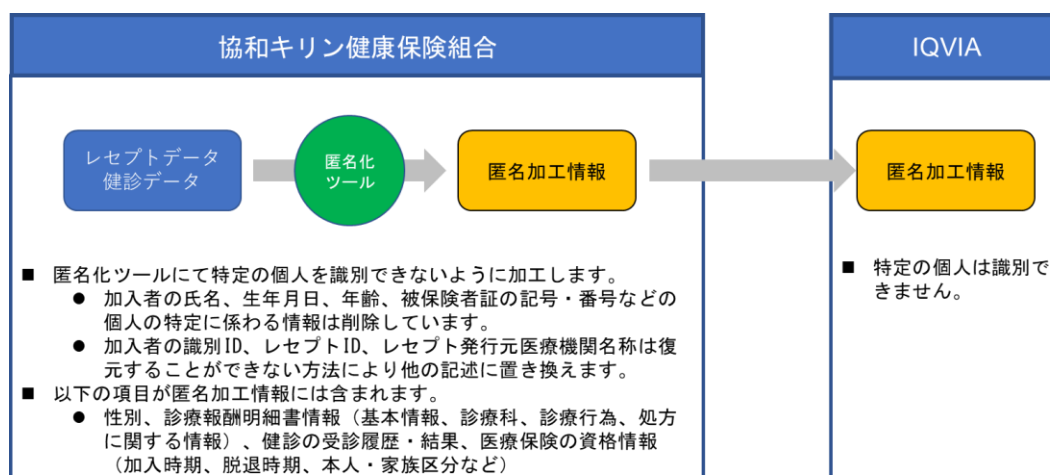 協和キリン健康保険組合
IQVIA
レセプトデータ
健診データ
匿名化
ツール
匿名加工情報
匿名加工情報
■ 匿名化ツールにて特定の個人を識別できないように加工します。
● 加入者の氏名、生年月日、年齢、被保険者証の記号・番号などの
個人の特定に係わる情報は削除しています。
● 加入者の識別ID、レセプトID、レセプト発行元医療機関名称は復
元することができない方法により他の記述に置き換えます。
■ 以下の項目が匿名加工情報には含まれます。
● 性別、診療報酬明細書情報（基本情報、診療科、診療行為、処方
に関する情報）、健診の受診履歴・結果、医療保険の資格情報
（加入時期、脱退時期、本人・家族区分など）
■ 特定の個人は識別で
きません。